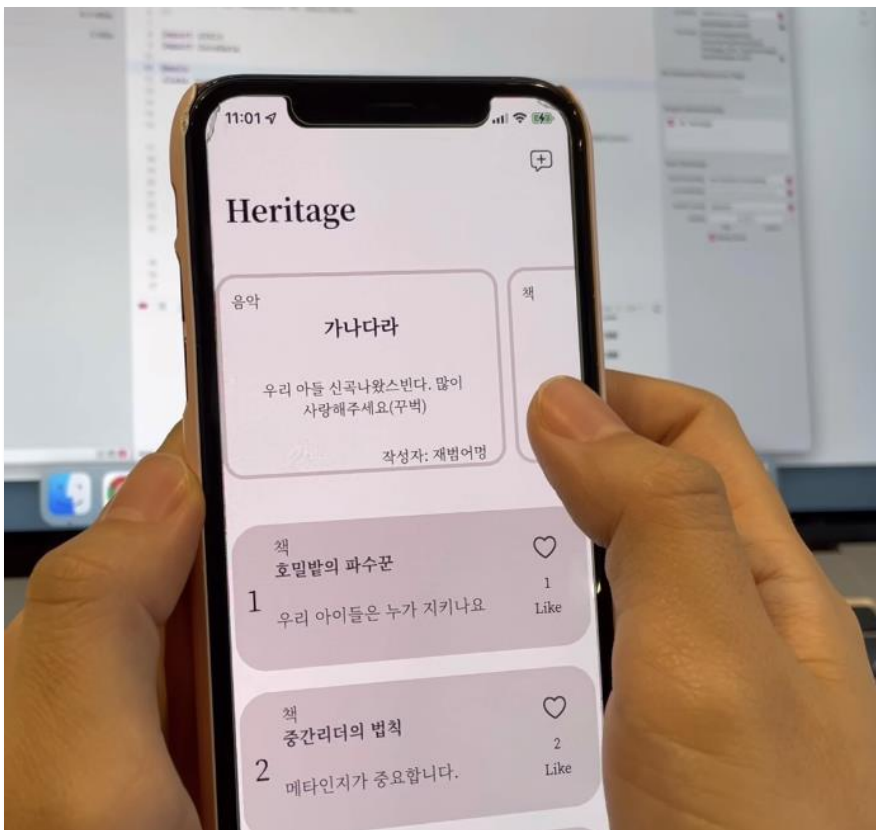 11:01
Heritage
음악
가나다라
우리 아들 신곡나왔스빈다. 많이
사랑해주세요(꾸벅)
작성자: 재범어멍
책
1
책
호밀밭의 파수꾼
우리 아이들은 누가 지키나요
1
Like
2
책
중간리더의 법칙
메타인지가 중요합니다.
2
Like